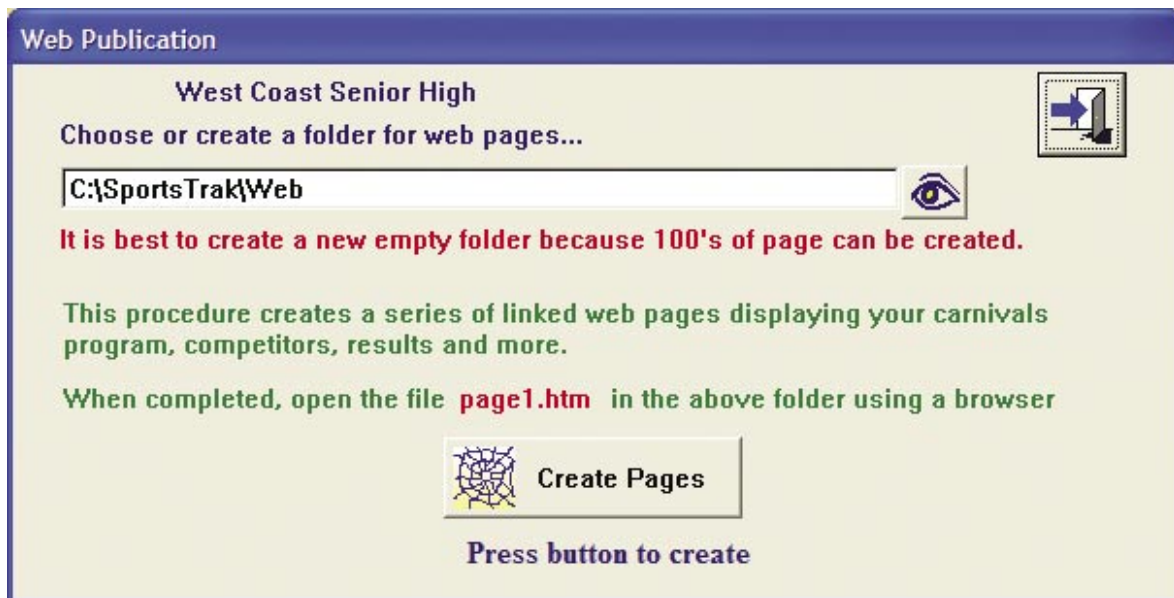 Web Publication
West Coast Senior High
Choose or create a folder for web pages...
C:\SportsTrak\Web
It is best to create a new empty folder because 100's of page can be created.
This procedure creates a series of linked web pages displaying your carnivals
program, competitors, results and more.
When completed, open the file page1.htm in the above folder using a browser
Create Pages
Press button to create